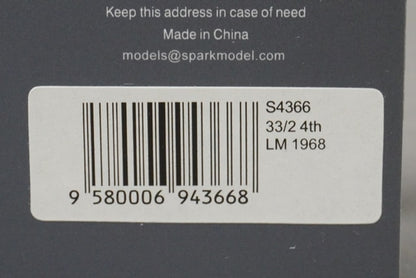 Keep this address in case of need
Made in China
models@sparkmodel.com
S4366
33/2 4th
LM 1968
9 580006 943668